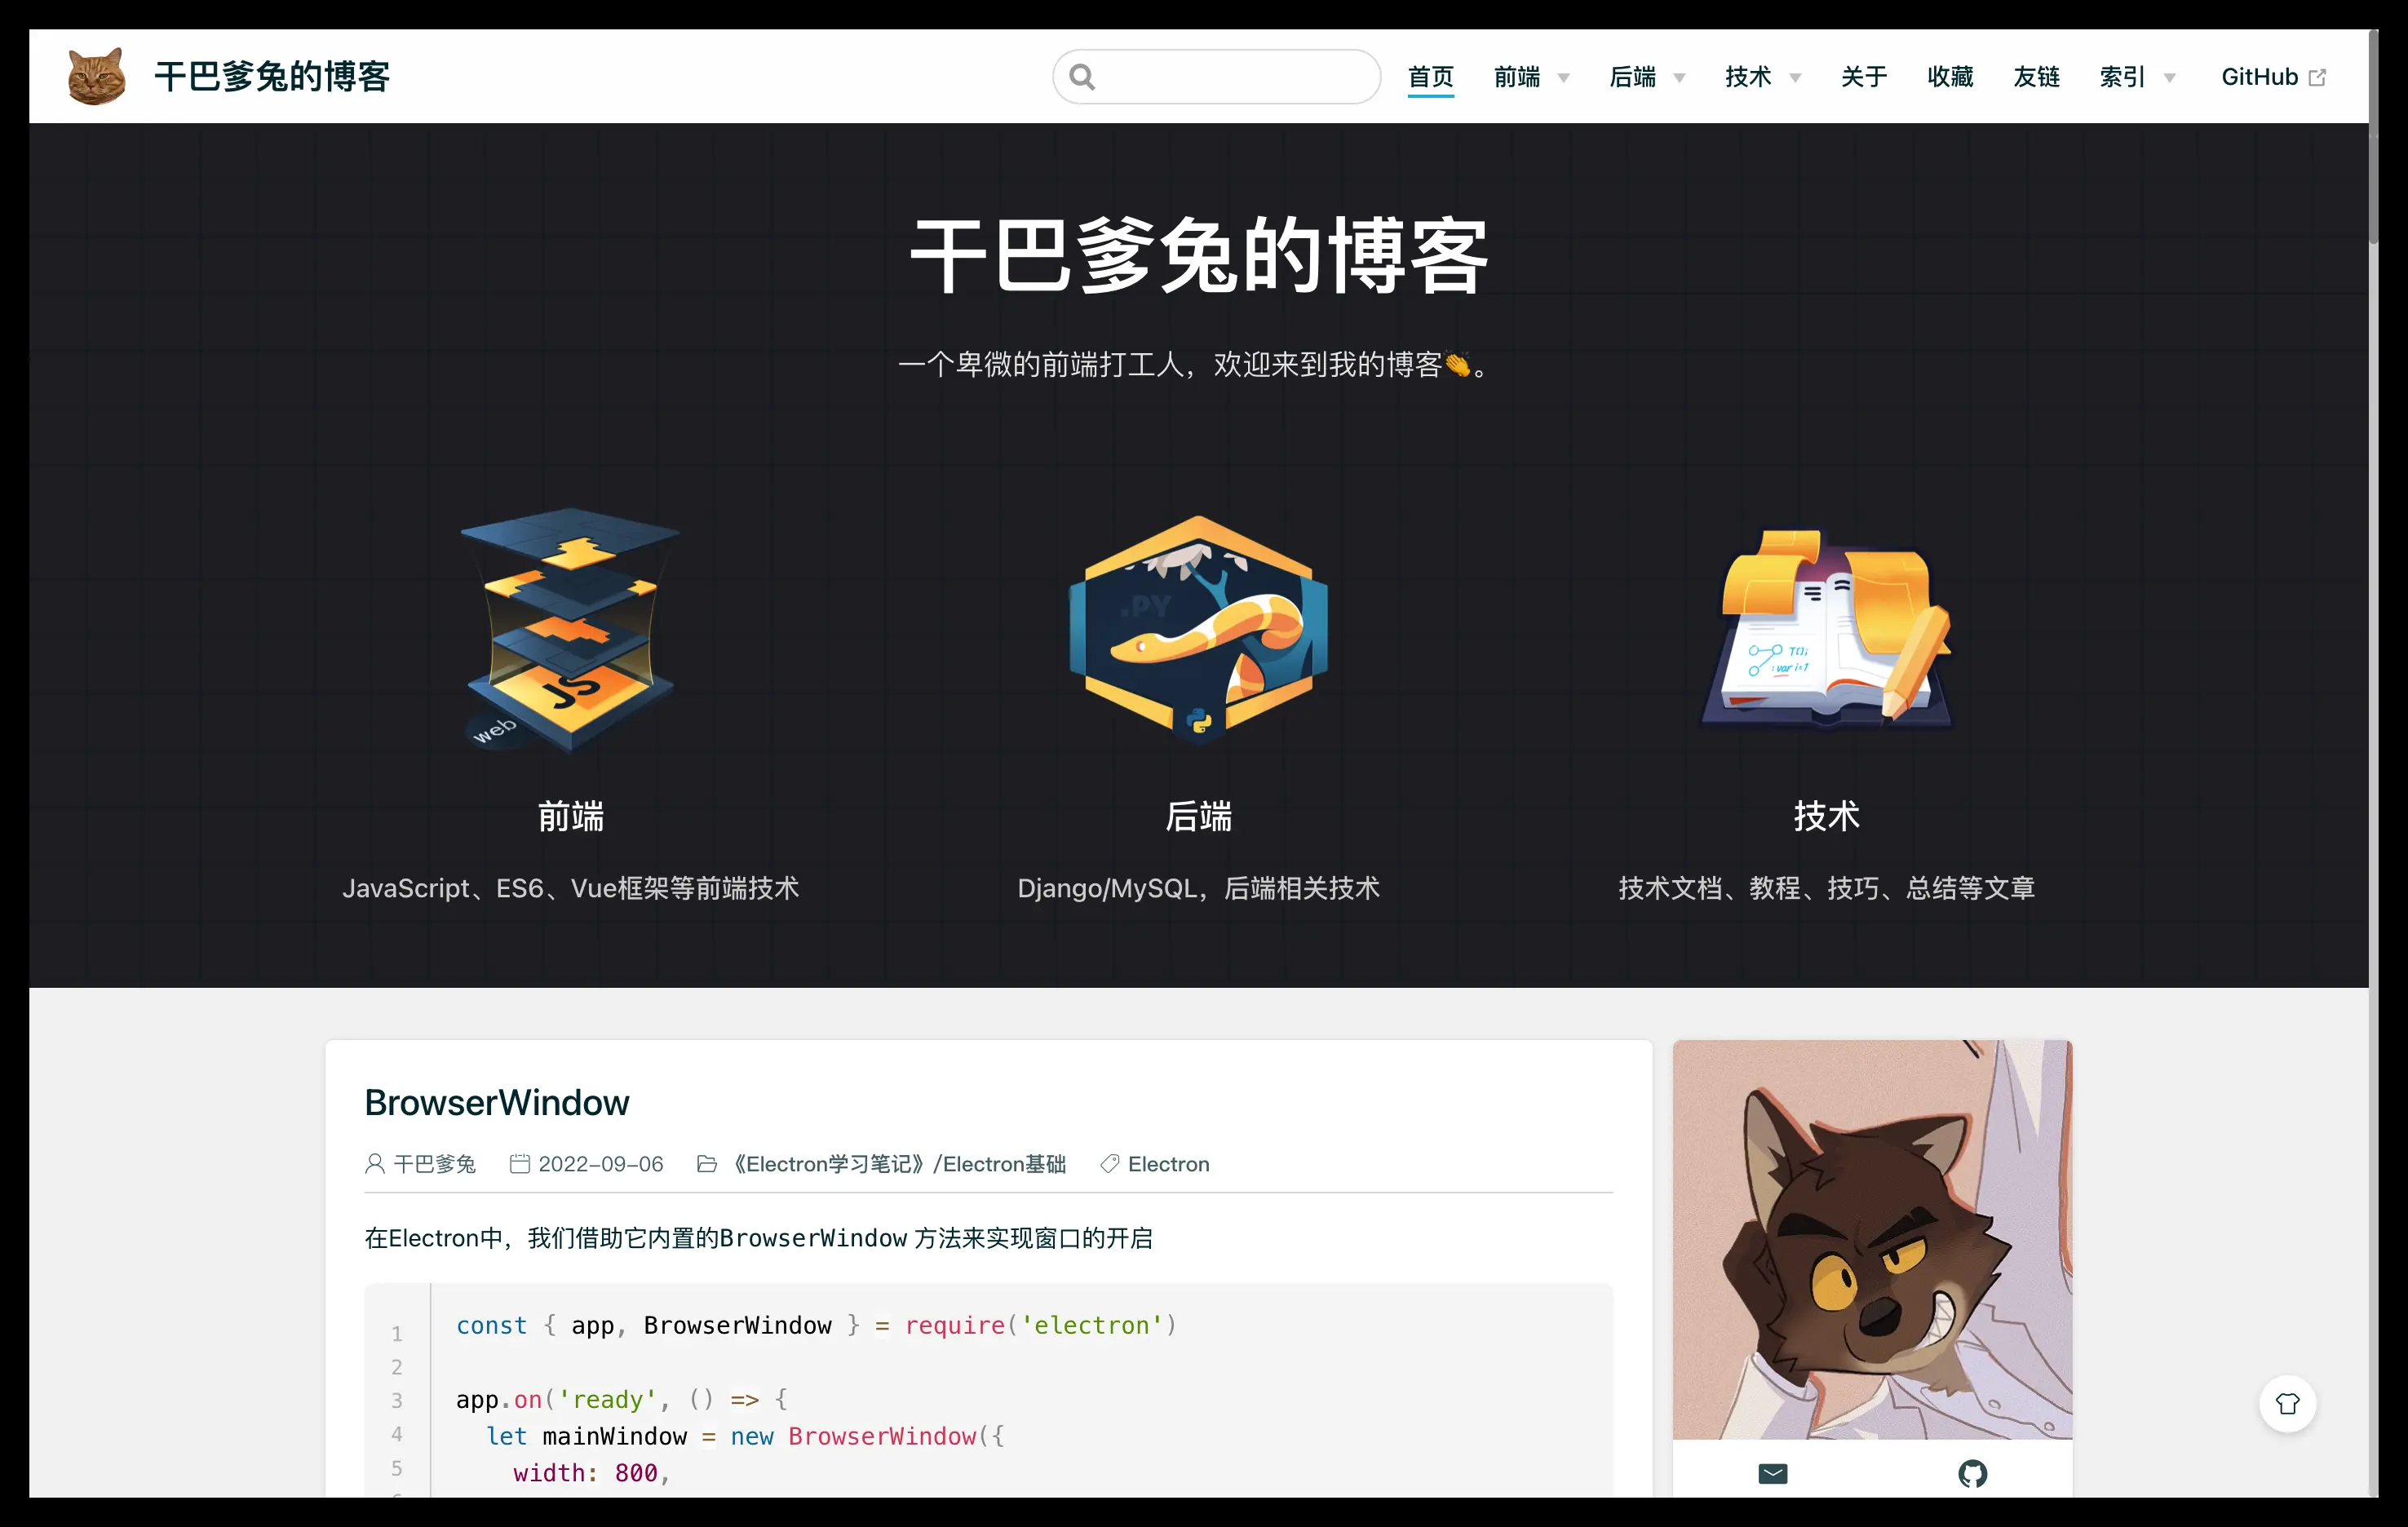 干巴爹兔的博客
首页 前端 后端 技术 关于 收藏 友链 索引 GitHub
干巴爹兔的博客
一个卑微的前端打工人，欢迎来到我的博客👏。
.PY
T();
: var i=1
JS
web
前端 后端 技术
JavaScript、ES6、Vue框架等前端技术
Django/MySQL，后端相关技术
技术文档、教程、技巧、总结等文章
BrowserWindow
干巴爹兔 2022-09-06 《Electron学习笔记》/Electron基础 Electron
在Electron中，我们借助它内置的BrowserWindow 方法来实现窗口的开启
1 const { app, BrowserWindow } = require('electron')
2
3 app.on('ready', () => {
4 let mainWindow = new BrowserWindow({
5 width: 800,